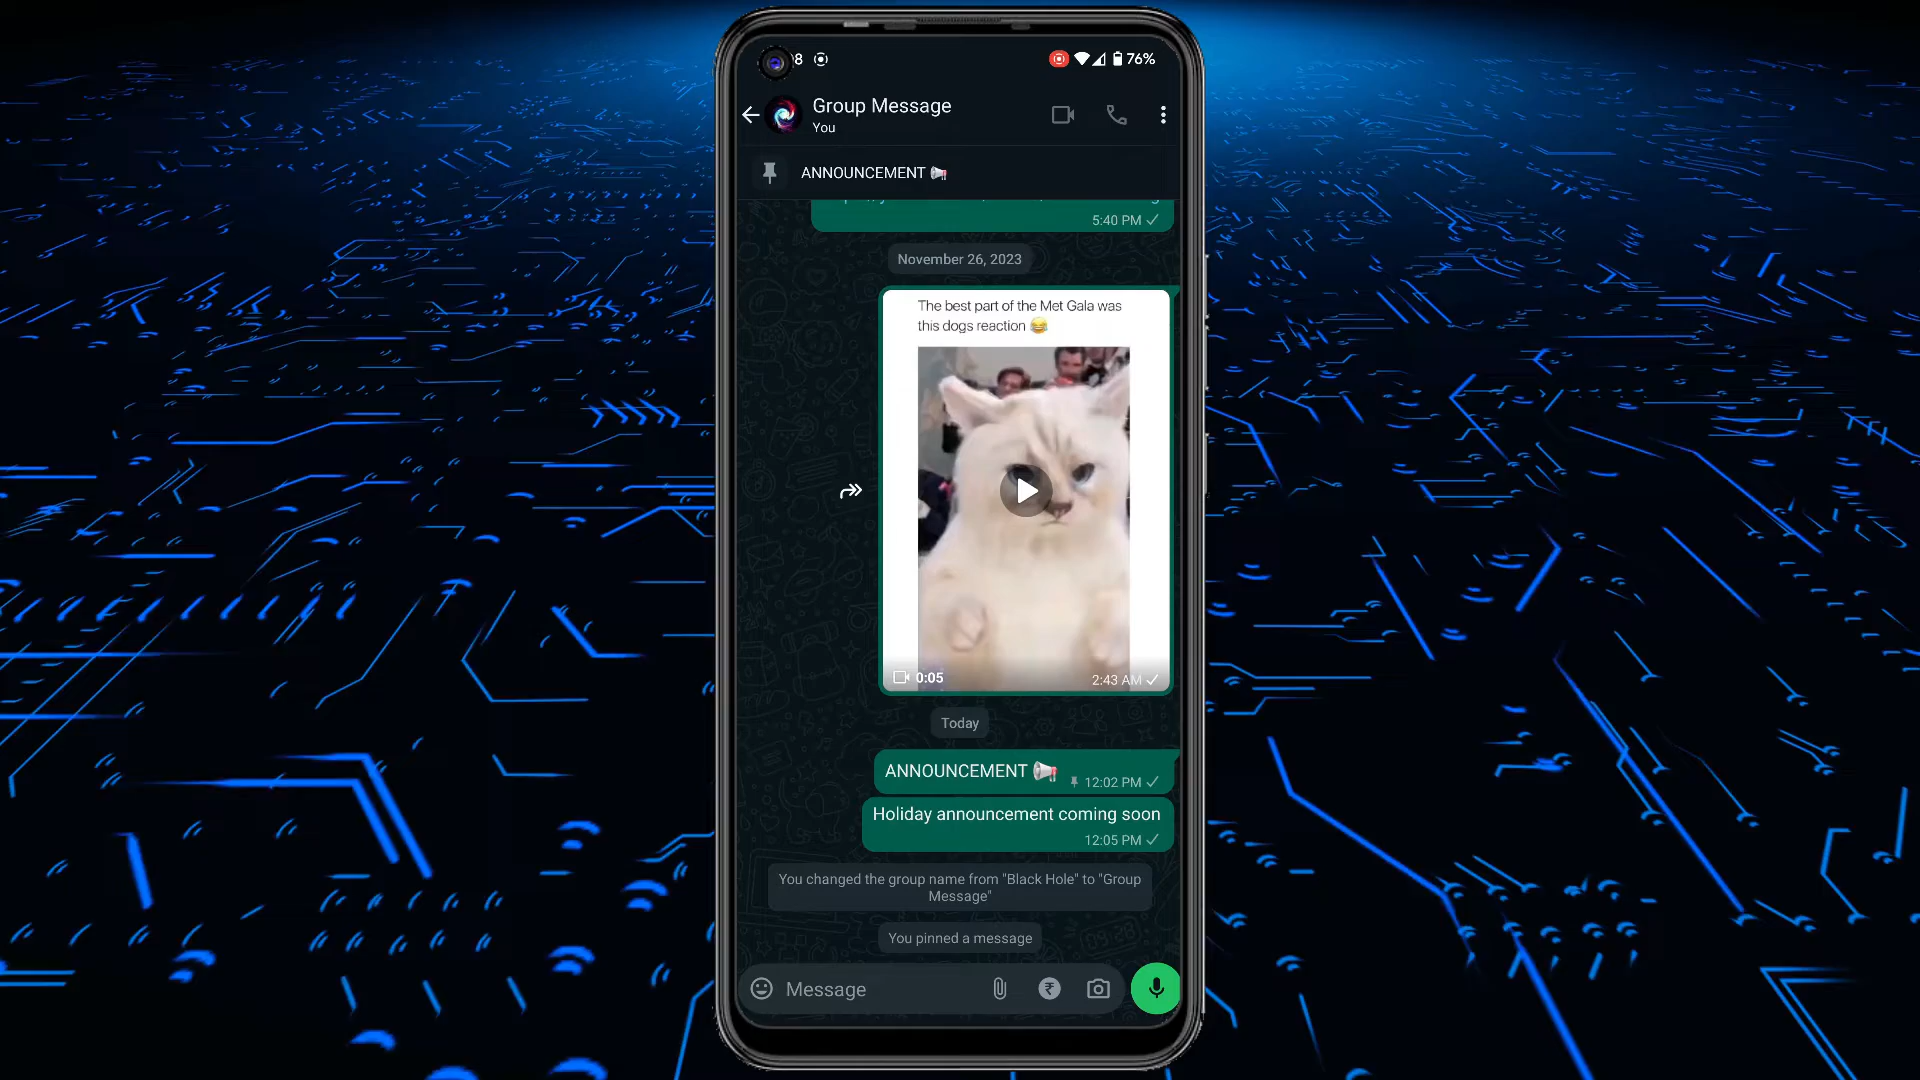 8
76%
Group Message
You
ANNOUNCEMENT 📢
5:40 PM
November 26, 2023
The best part of the Met Gala was
this dogs reaction 😂
0:05
2:43 AM
Today
ANNOUNCEMENT 📢
12:02 PM
Holiday announcement coming soon
12:05 PM
You changed the group name from "Black Hole" to "Group
Message"
You pinned a message
Message
₹